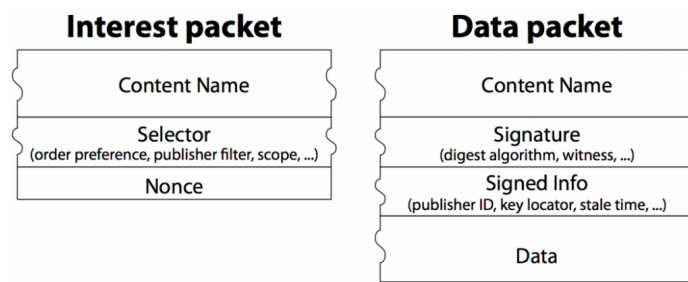 Interest packet
Content Name
Selector
(order preference, publisher filter, scope, ...)
Nonce
Data packet
Content Name
Signature
(digest algorithm, witness, ...)
Signed Info
(publisher ID, key locator, stale time, ...)
Data